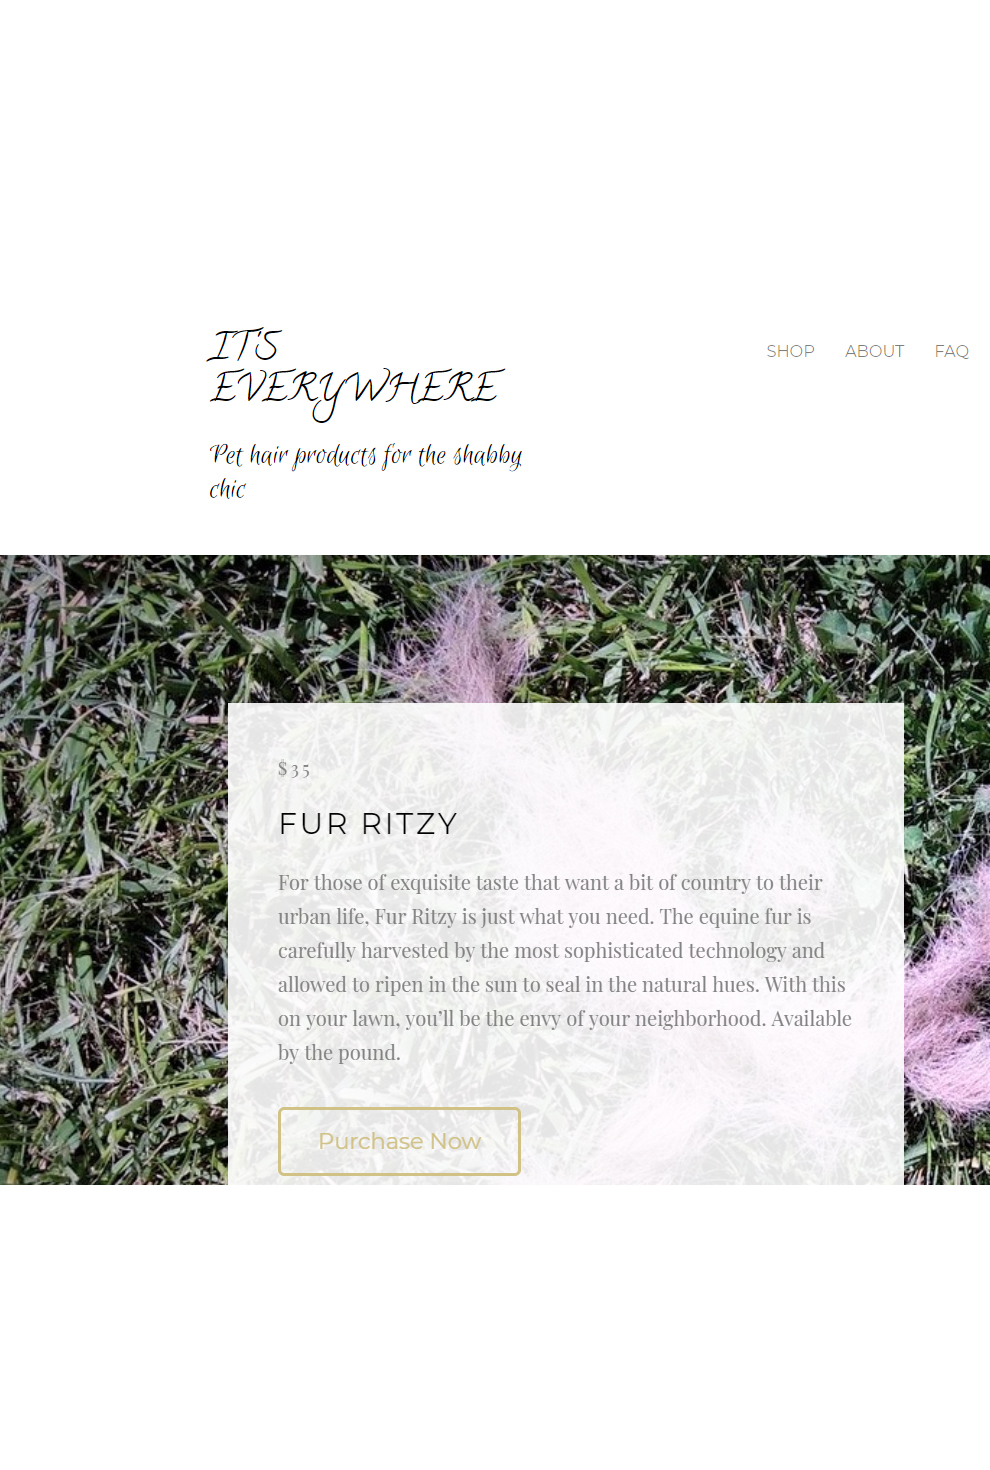 IT'S
EVERYWHERE
Pet hair products for the shabby
chic
SHOP ABOUT FAQ
$35
FUR RITZY
For those of exquisite taste that want a bit of country to their
urban life, Fur Ritzy is just what you need. The equine fur is
carefully harvested by the most sophisticated technology and
allowed to ripen in the sun to seal in the natural hues. With this
on your lawn, you’ll be the envy of your neighborhood. Available
by the pound.
Purchase Now